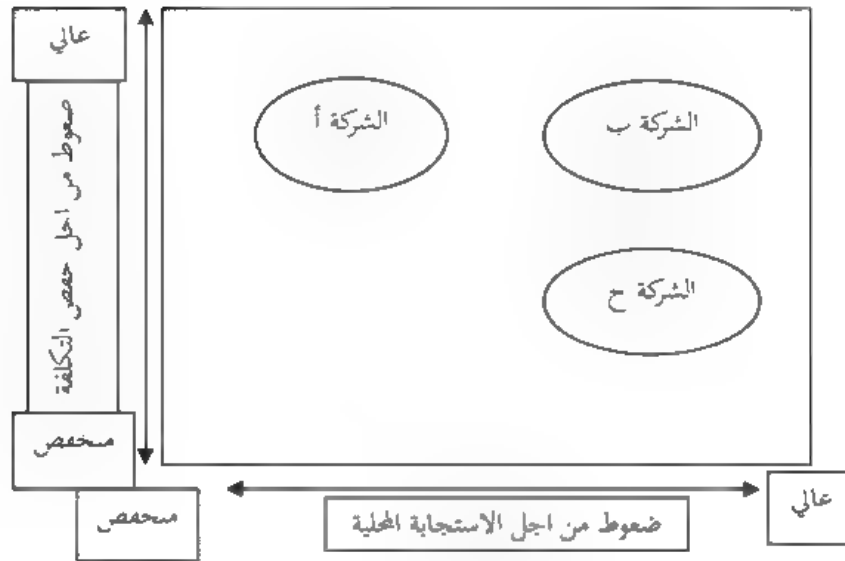 عالي
ضغوط من اجل خفض التكلفة
منخفض
الشركة أ
الشركة ب
الشركة ج
منخفض
ضغوط من اجل الاستجابة المحلية
عالي